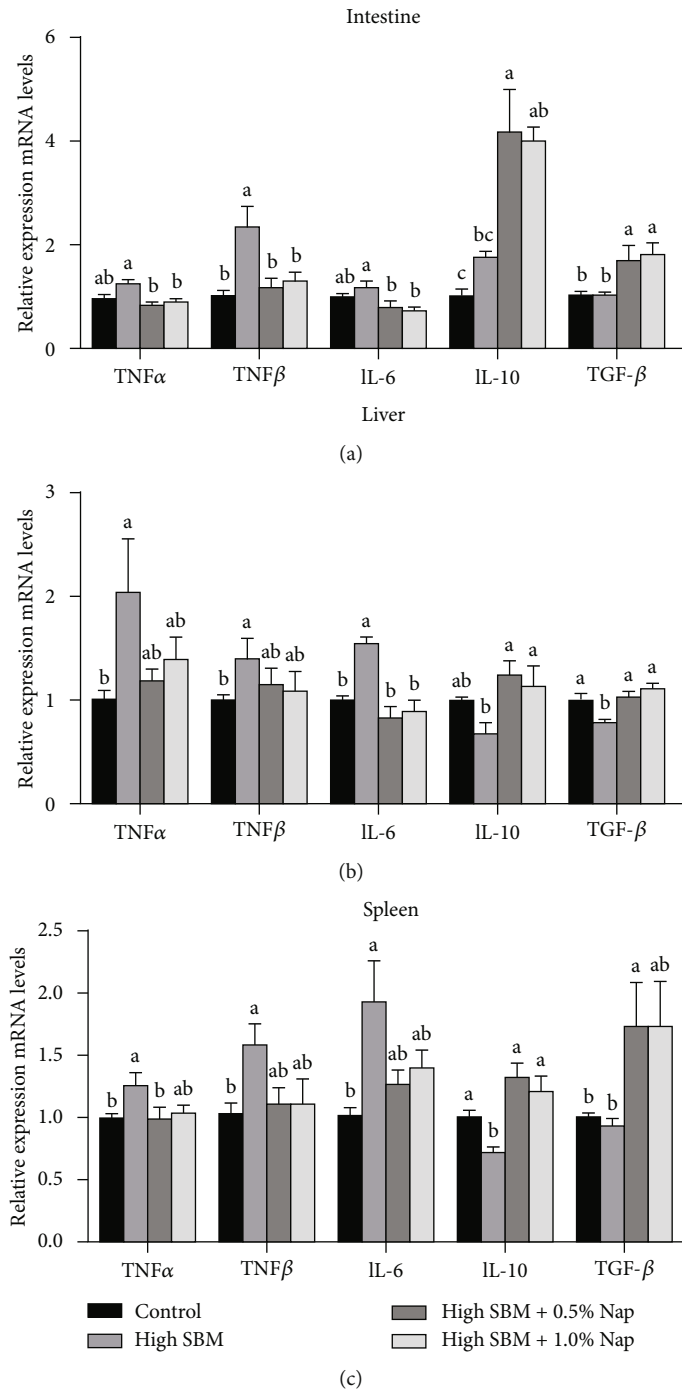 Intestine
Relative expression mRNA levels
6
4
2
0
ab a b b
b a b b
ab a b b
c bc a ab
b b a a
TNFα TNFβ lL-6 lL-10 TGF-β
Liver
(a)
Relative expression mRNA levels
3
2
1
0
b a ab ab
b a ab ab
b a b b
ab b a a
a b a a
TNFα TNFβ lL-6 lL-10 TGF-β
(b)
Spleen
Relative expression mRNA levels
2.5
2.0
1.5
1.0
0.5
0.0
b a b ab
b a ab ab
b a ab ab
a b a a
b b a ab
TNFα TNFβ lL-6 lL-10 TGF-β
Control
High SBM
High SBM + 0.5% Nap
High SBM + 1.0% Nap
(c)